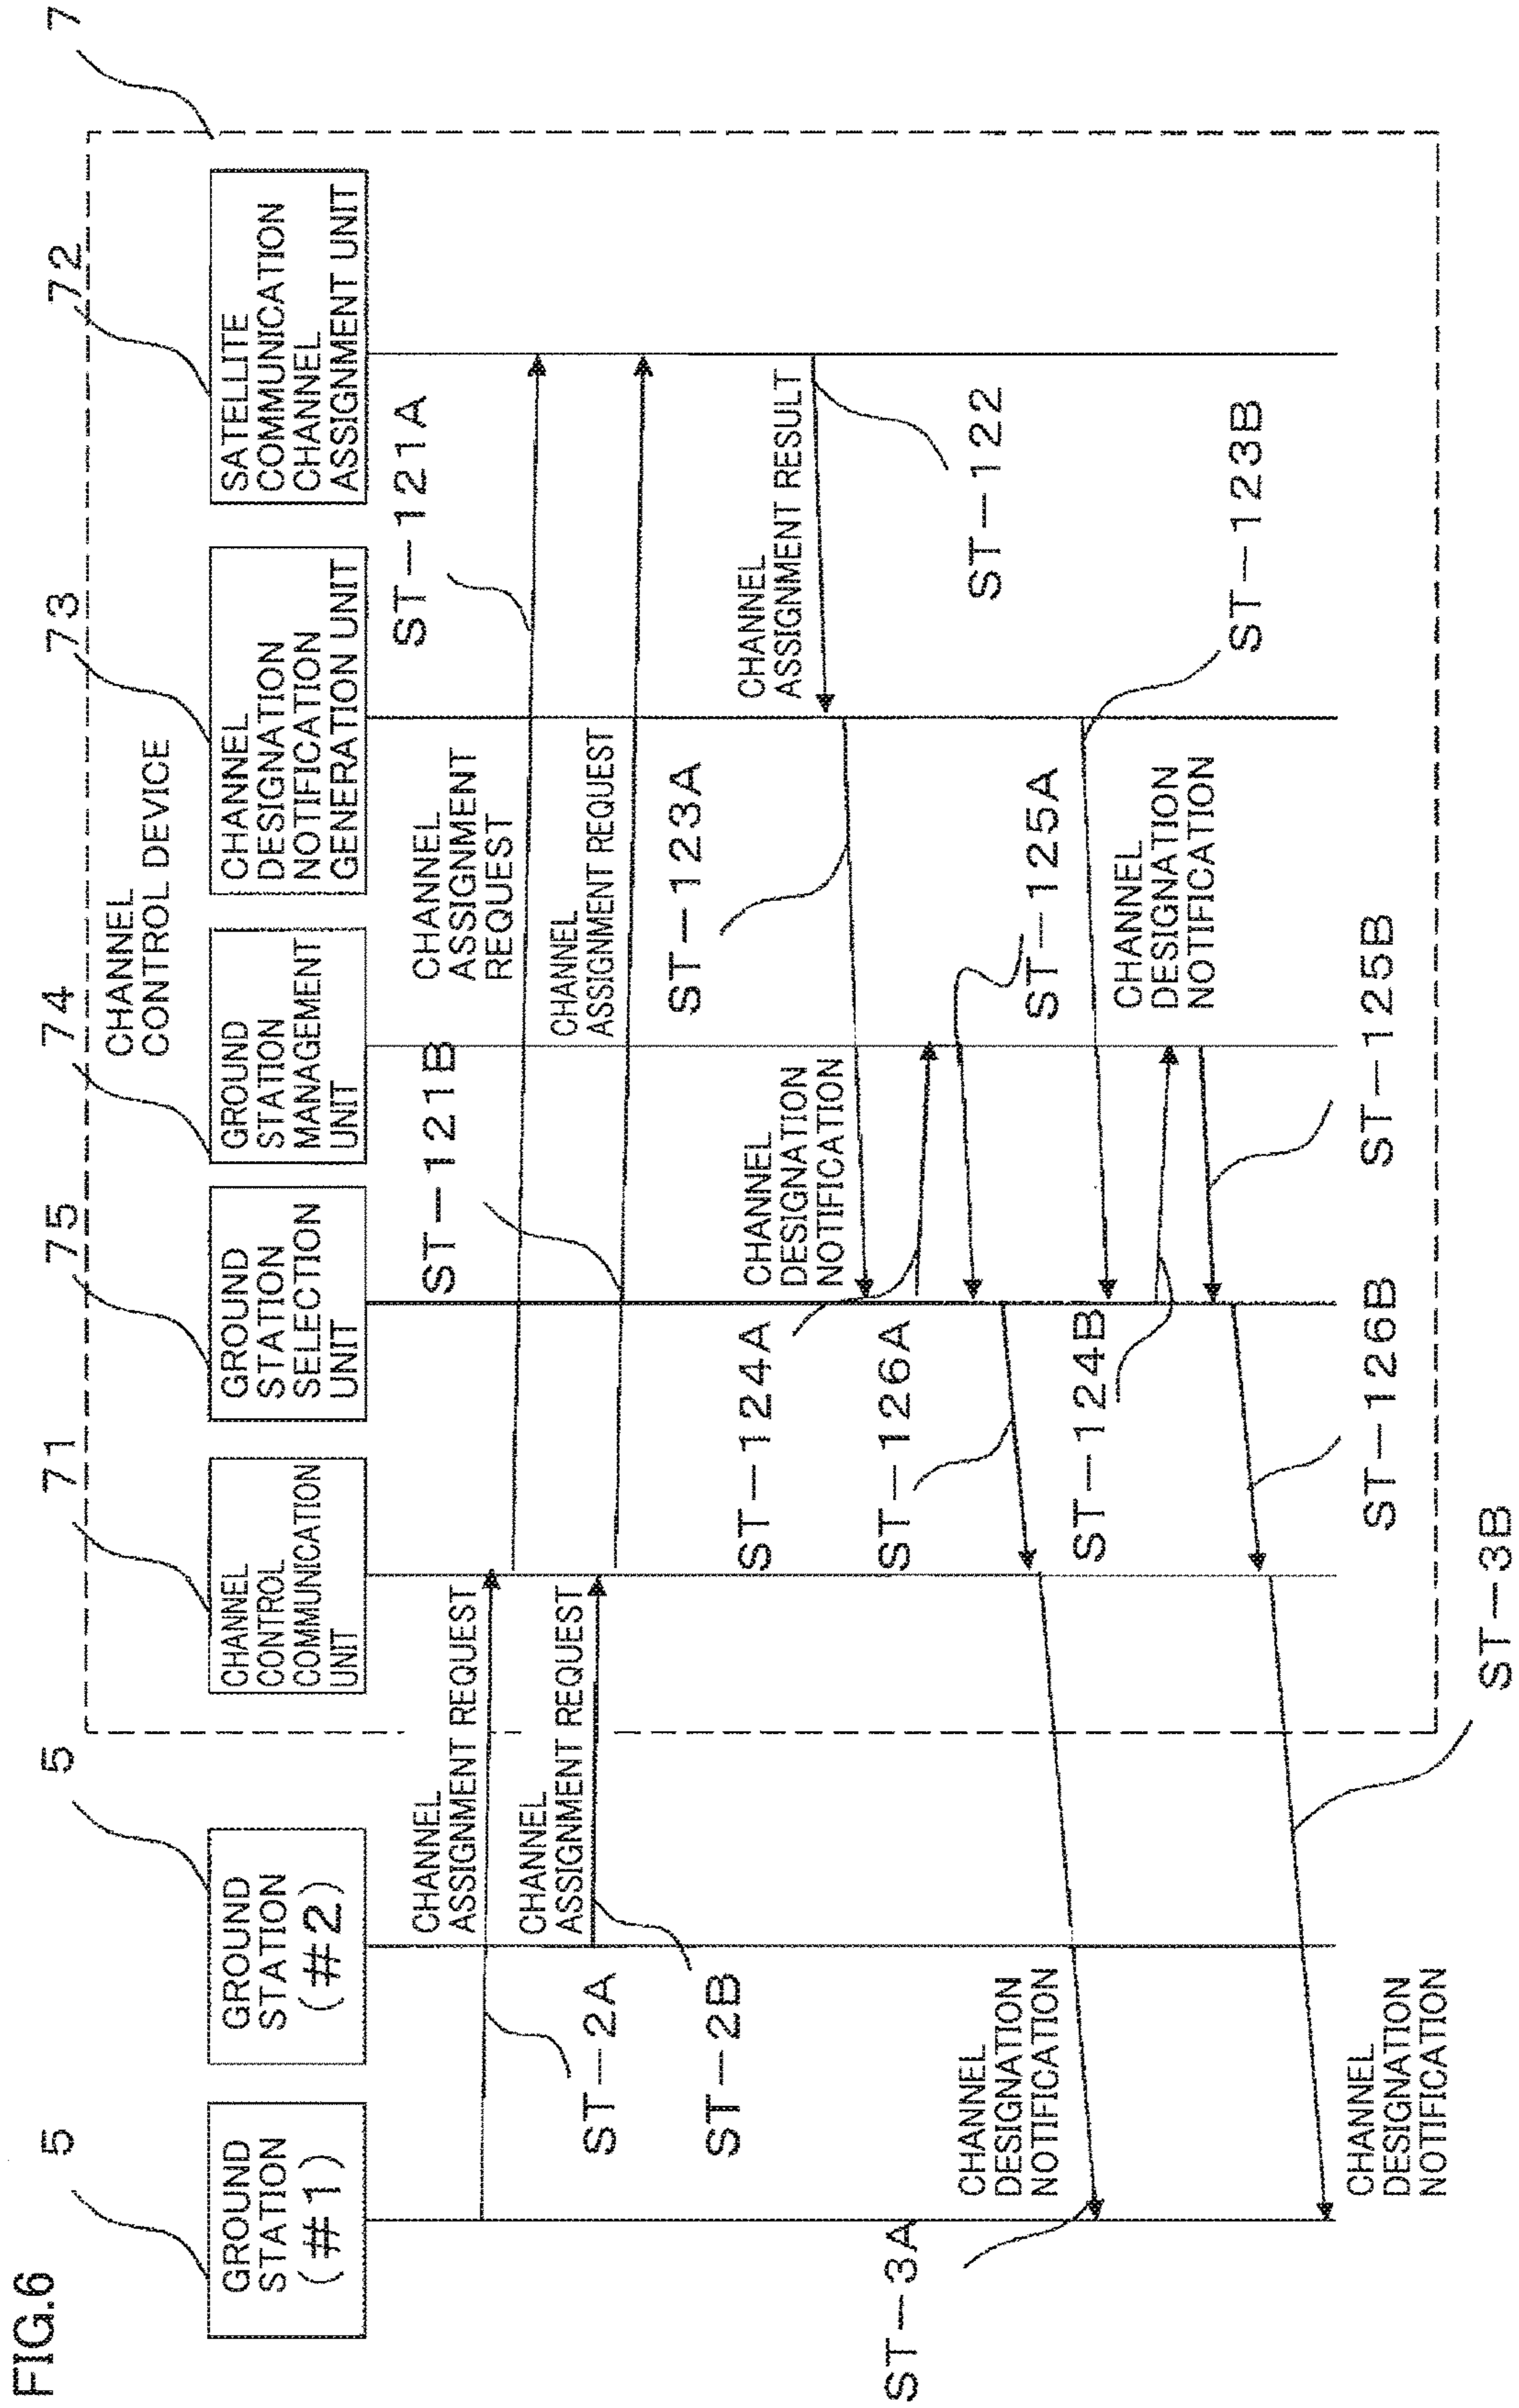 FIG.6
5
GROUND
STATION
(#1)
5
GROUND
STATION
(#2)
7
CHANNEL
CONTROL DEVICE
71
CHANNEL
CONTROL
COMMUNICATION
UNIT
75
GROUND
STATION
SELECTION
UNIT
74
GROUND
STATION
MANAGEMENT
UNIT
73
CHANNEL
DESIGNATION
NOTIFICATION
GENERATION UNIT
72
SATELLITE
COMMUNICATION
CHANNEL
ASSIGNMENT UNIT
CHANNEL
ASSIGNMENT REQUEST
ST-2A
CHANNEL
ASSIGNMENT REQUEST
ST-2B
ST-121A
CHANNEL
ASSIGNMENT
REQUEST
ST-121B
CHANNEL
ASSIGNMENT REQUEST
CHANNEL
ASSIGNMENT RESULT
ST-122
ST-123A
CHANNEL
DESIGNATION
NOTIFICATION
ST-124A
ST-125A
ST-126A
ST-3A
CHANNEL
DESIGNATION
NOTIFICATION
ST-123B
CHANNEL
DESIGNATION
NOTIFICATION
ST-124B
ST-125B
ST-126B
ST-3B
CHANNEL
DESIGNATION
NOTIFICATION